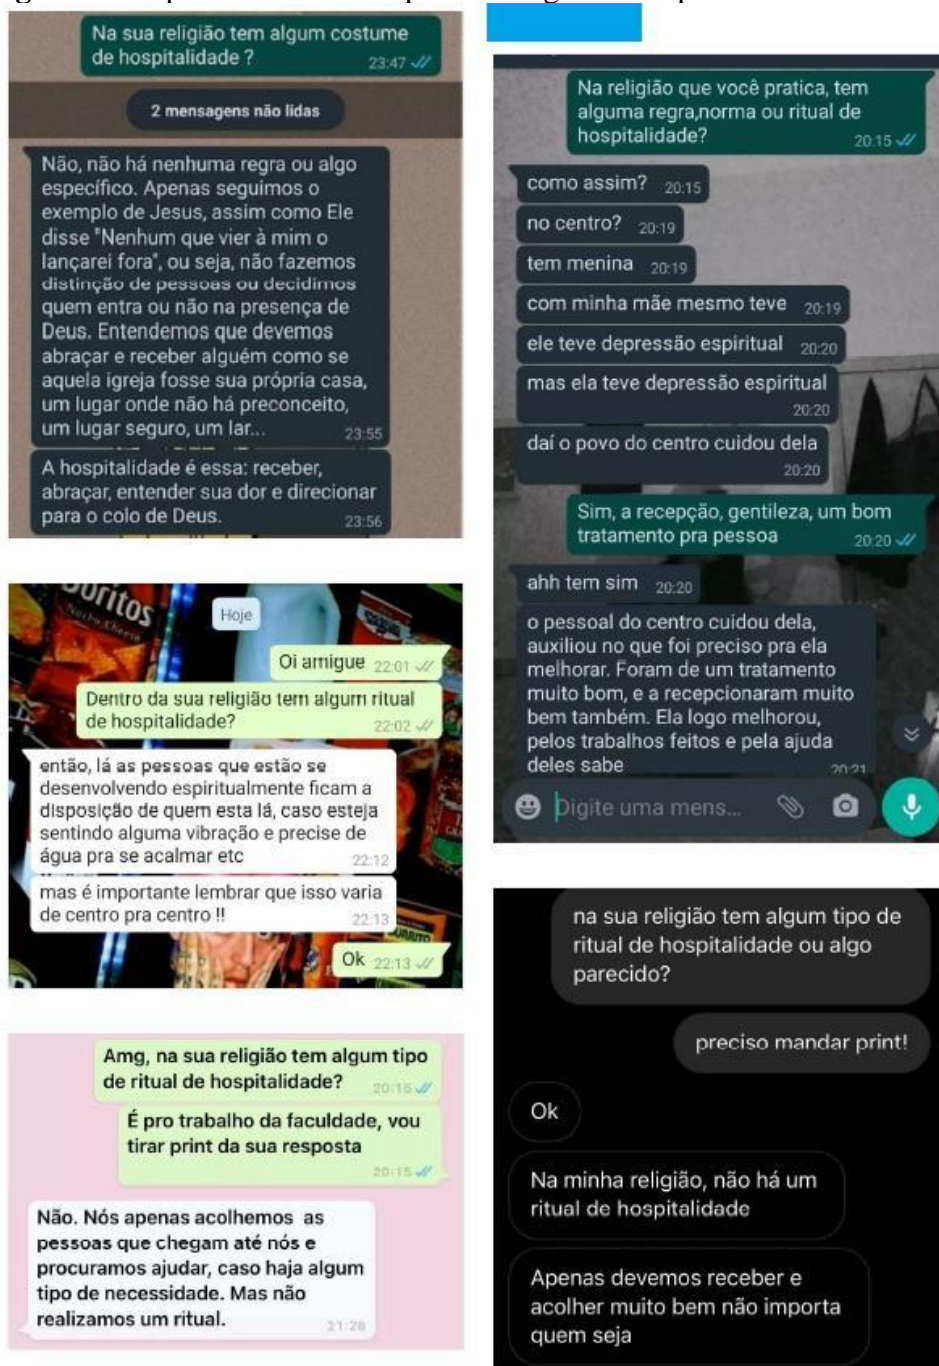 Na sua religião tem algum costume
de hospitalidade ?
23:47
2 mensagens não lidas
Não, não há nenhuma regra ou algo
específico. Apenas seguimos o
exemplo de Jesus, assim como Ele
disse "Nenhum que vier à mim o
lançarei fora", ou seja, não fazemos
distinção de pessoas ou decidimos
quem entra ou não na presença de
Deus. Entendemos que devemos
abraçar e receber alguém como se
aquela igreja fosse sua própria casa,
um lugar onde não há preconceito,
um lugar seguro, um lar...
23:55
A hospitalidade é essa: receber,
abraçar, entender sua dor e direcionar
para o colo de Deus.
23:56
Doritos
Nacho Cheese
Hoje
Oi amigue 22:01
Dentro da sua religião tem algum ritual
de hospitalidade?
22:02
então, lá as pessoas que estão se
desenvolvendo espiritualmente ficam a
disposição de quem esta lá, caso esteja
sentindo alguma vibração e precise de
água pra se acalmar etc
22:12
mas é importante lembrar que isso varia
de centro pra centro !!
22:13
Ok 22:13
Amg, na sua religião tem algum tipo
de ritual de hospitalidade?
20:15
É pro trabalho da faculdade, vou
tirar print da sua resposta
20:15
Não. Nós apenas acolhemos as
pessoas que chegam até nós e
procuramos ajudar, caso haja algum
tipo de necessidade. Mas não
realizamos um ritual.
21:28
Na religião que você pratica, tem
alguma regra,norma ou ritual de
hospitalidade?
20:15
como assim? 20:15
no centro? 20:19
tem menina 20:19
com minha mãe mesmo teve 20:19
ele teve depressão espiritual 20:20
mas ela teve depressão espiritual
20:20
daí o povo do centro cuidou dela
20:20
Sim, a recepção, gentileza, um bom
tratamento pra pessoa
20:20
ahh tem sim 20:20
o pessoal do centro cuidou dela,
auxiliou no que foi preciso pra ela
melhorar. Foram de um tratamento
muito bom, e a recepcionaram muito
bem também. Ela logo melhorou,
pelos trabalhos feitos e pela ajuda
deles sabe
20:21
Digite uma mens...
na sua religião tem algum tipo de
ritual de hospitalidade ou algo
parecido?
preciso mandar print!
Ok
Na minha religião, não há um
ritual de hospitalidade
Apenas devemos receber e
acolher muito bem não importa
quem seja